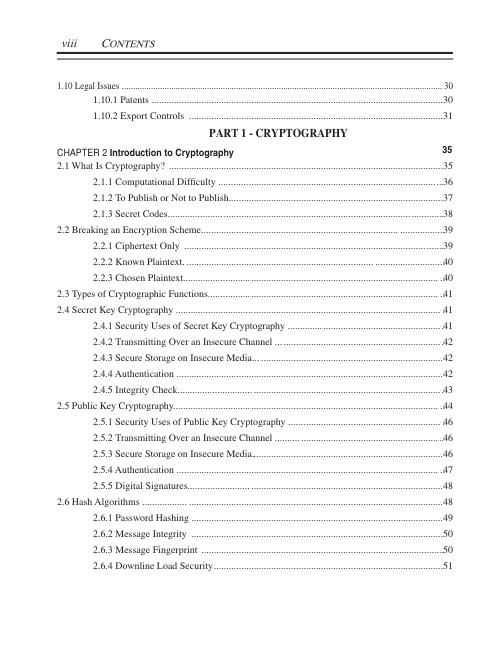 viii CONTENTS
1.10 Legal Issues ........ 30
1.10.1 Patents ........ 30
1.10.2 Export Controls ........ 31
PART 1 - CRYPTOGRAPHY
CHAPTER 2 Introduction to Cryptography 35
2.1 What Is Cryptography? ........ 35
2.1.1 Computational Difficulty ........ 36
2.1.2 To Publish or Not to Publish ........ 37
2.1.3 Secret Codes ........ 38
2.2 Breaking an Encryption Scheme ........ 39
2.2.1 Ciphertext Only ........ 39
2.2.2 Known Plaintext ........ 40
2.2.3 Chosen Plaintext ........ 40
2.3 Types of Cryptographic Functions ........ 41
2.4 Secret Key Cryptography ........ 41
2.4.1 Security Uses of Secret Key Cryptography ........ 41
2.4.2 Transmitting Over an Insecure Channel ........ 42
2.4.3 Secure Storage on Insecure Media ........ 42
2.4.4 Authentication ........ 42
2.4.5 Integrity Check ........ 43
2.5 Public Key Cryptography ........ 44
2.5.1 Security Uses of Public Key Cryptography ........ 46
2.5.2 Transmitting Over an Insecure Channel ........ 46
2.5.3 Secure Storage on Insecure Media ........ 46
2.5.4 Authentication ........ 47
2.5.5 Digital Signatures ........ 48
2.6 Hash Algorithms ........ 48
2.6.1 Password Hashing ........ 49
2.6.2 Message Integrity ........ 50
2.6.3 Message Fingerprint ........ 50
2.6.4 Downline Load Security ........ 51